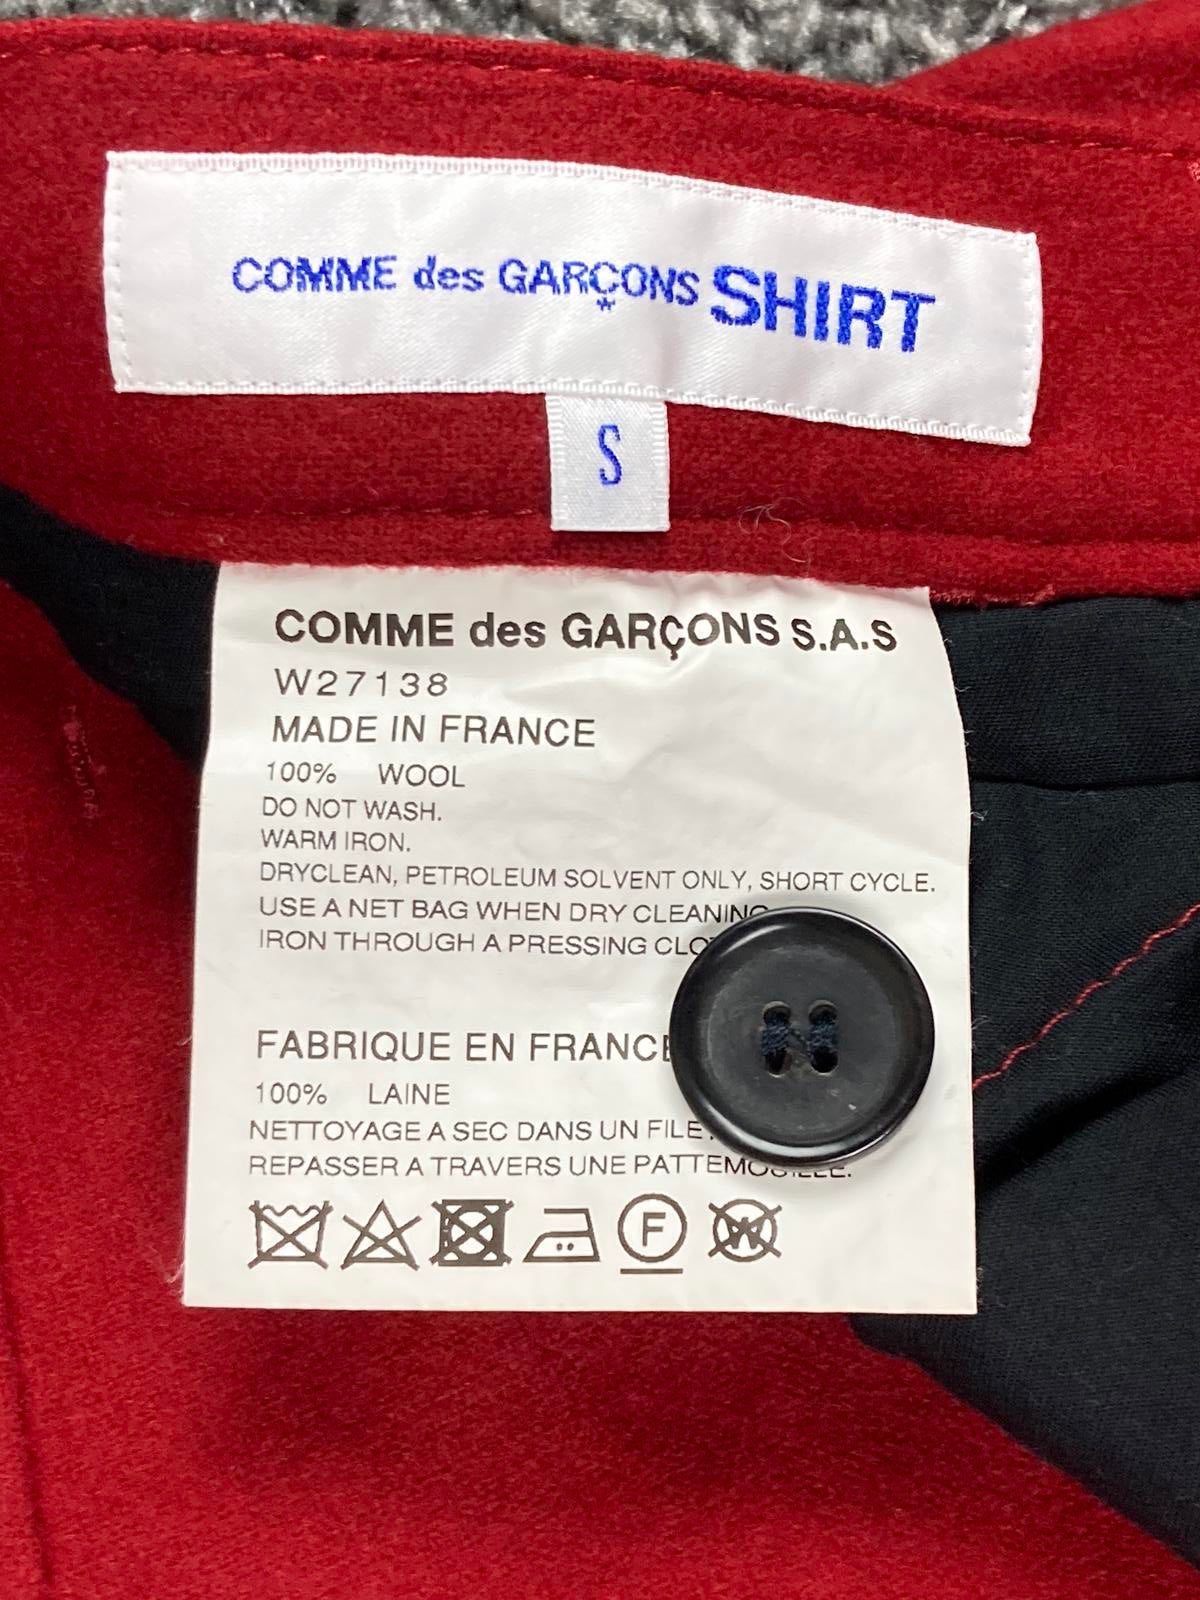 COMME des GARÇONS SHIRT
S
COMME des GARÇONS S.A.S
W27138
MADE IN FRANCE
100% WOOL
DO NOT WASH.
WARM IRON.
DRYCLEAN, PETROLEUM SOLVENT ONLY, SHORT CYCLE.
USE A NET BAG WHEN DRY CLEANING
IRON THROUGH A PRESSING
FABRIQUE EN FRANCE
100% LAINE
NETTOYAGE A SEC DANS UN FILET
REPASSER A TRAVERS UNE PATTEMOUILLE.
F
W